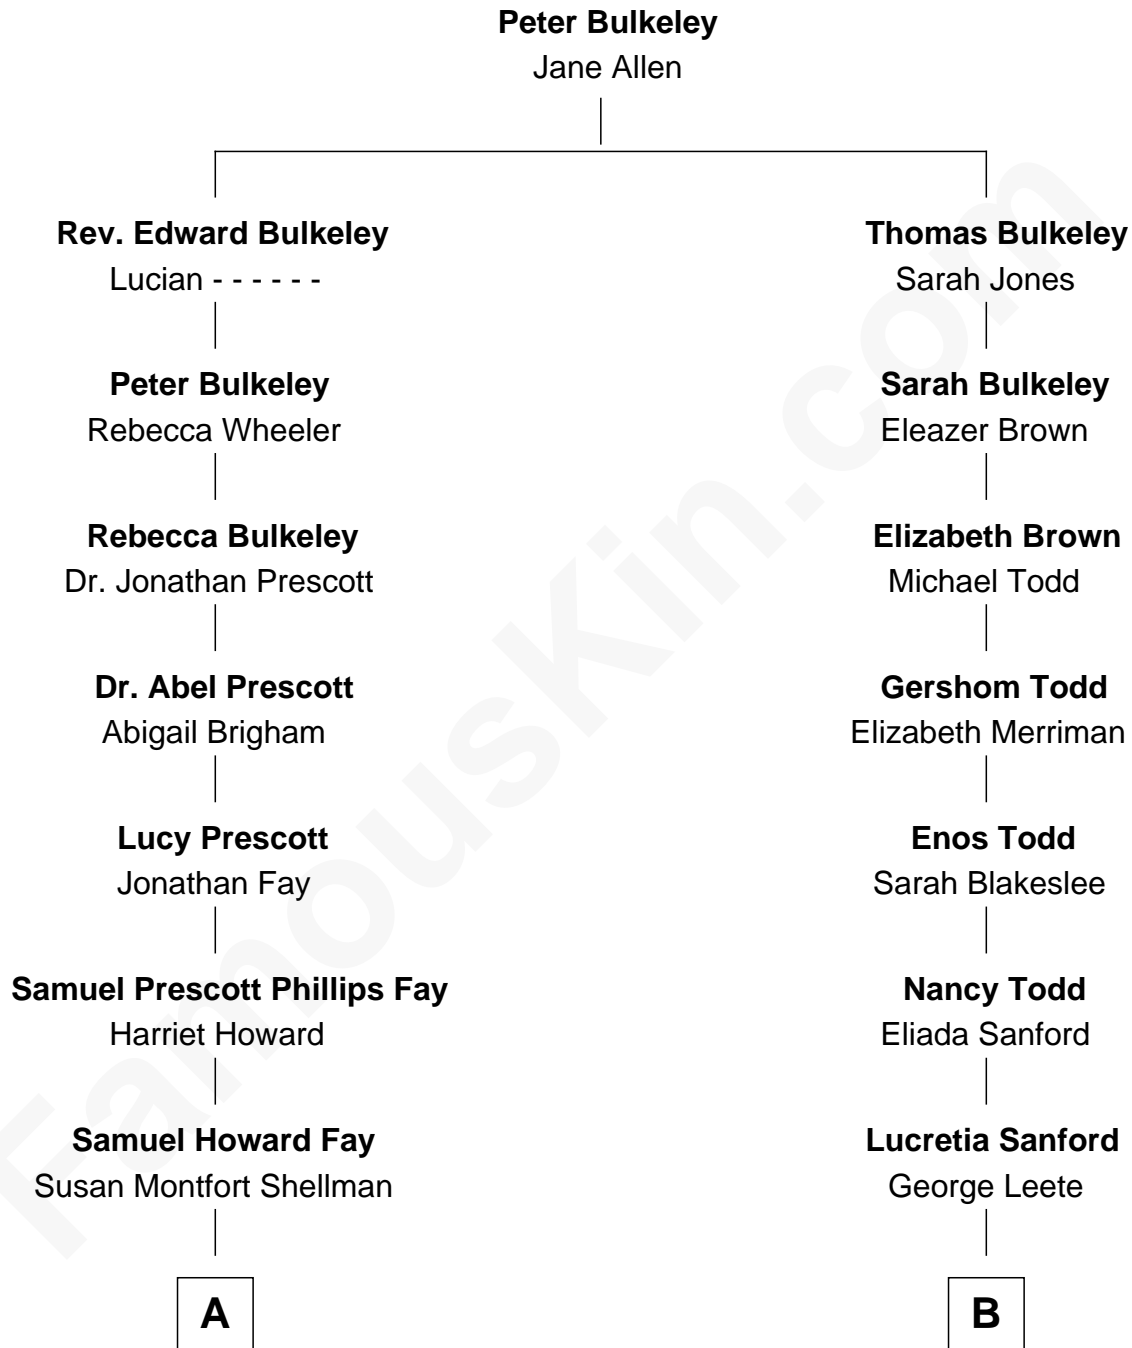 Peter Bulkeley
Jane Allen
Rev. Edward Bulkeley
Lucian - - - - - -
Peter Bulkeley
Rebecca Wheeler
Rebecca Bulkeley
Dr. Jonathan Prescott
Dr. Abel Prescott
Abigail Brigham
Lucy Prescott
Jonathan Fay
Samuel Prescott Phillips Fay
Harriet Howard
Samuel Howard Fay
Susan Montfort Shellman
A
Thomas Bulkeley
Sarah Jones
Sarah Bulkeley
Eleazer Brown
Elizabeth Brown
Michael Todd
Gershom Todd
Elizabeth Merriman
Enos Todd
Sarah Blakeslee
Nancy Todd
Eliada Sanford
Lucretia Sanford
George Leete
B
FamousKin.com